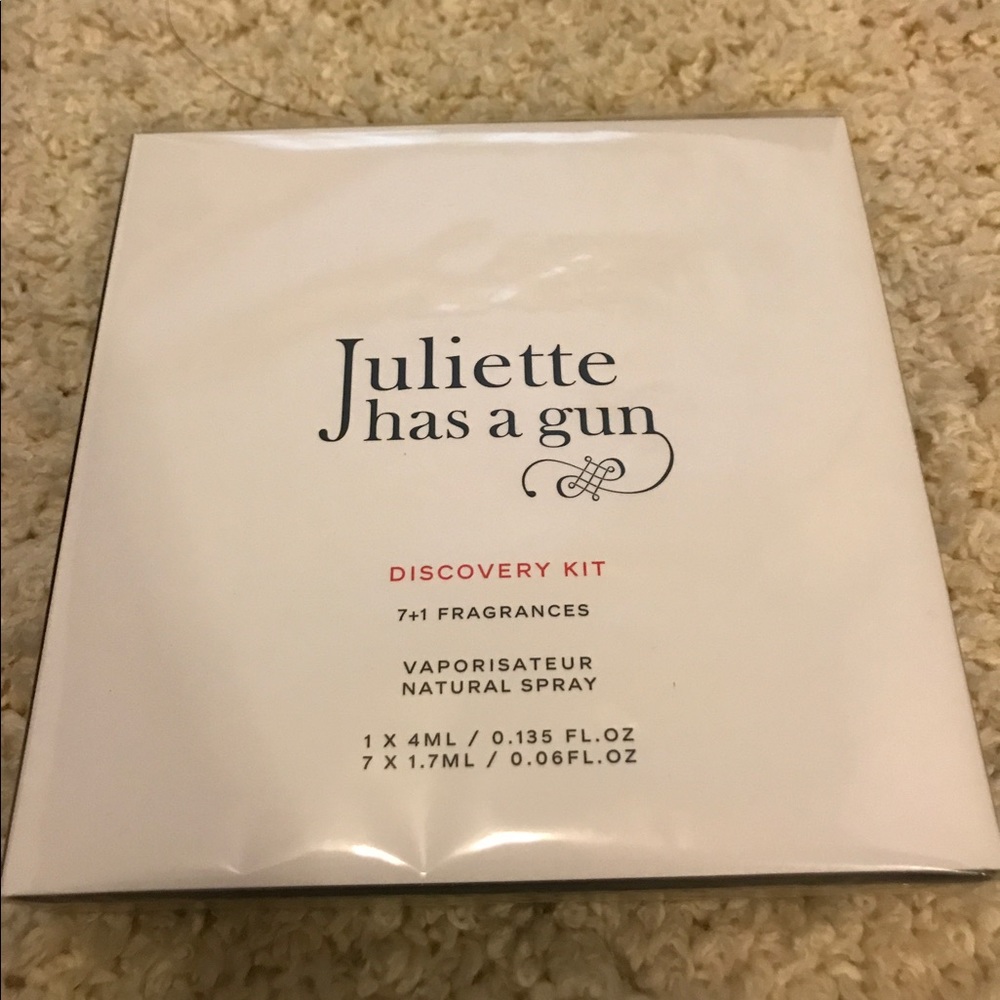 Juliette
has a gun
DISCOVERY KIT
7+1 FRAGRANCES
VAPORISATEUR
NATURAL SPRAY
1 X 4ML / 0.135 FL.OZ
7 X 1.7ML / 0.06FL.OZ